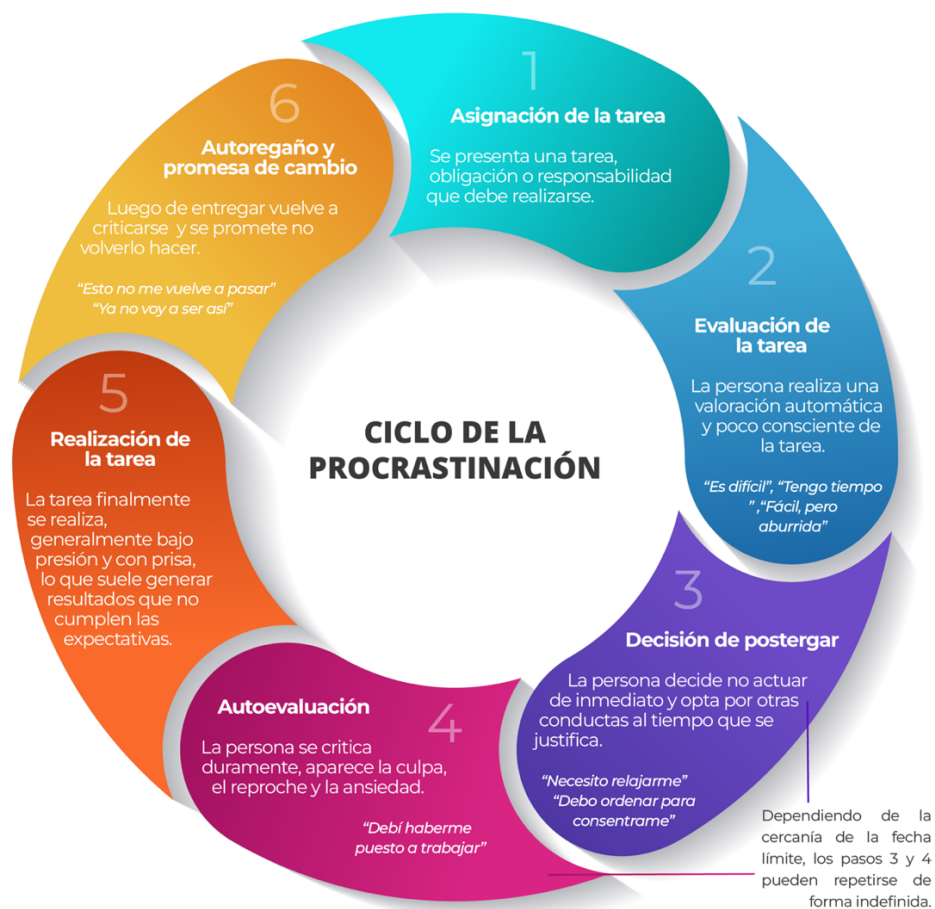 1
Asignación de la tarea
Se presenta una tarea,
obligación o responsabilidad
que debe realizarse.
2
Evaluación de
la tarea
La persona realiza una
valoración automática
y poco consciente de
la tarea.
“Es difícil”, “Tengo tiempo
” ,“Fácil, pero
aburrida”
3
Decisión de postergar
La persona decide no actuar
de inmediato y opta por otras
conductas al tiempo que se
justifica.
“Necesito relajarme”
“Debo ordenar para
consentrame”
Dependiendo de la
cercanía de la fecha
límite, los pasos 3 y 4
pueden repetirse de
forma indefinida.
4
Autoevaluación
La persona se critica
duramente, aparece la culpa,
el reproche y la ansiedad.
“Debí haberme
puesto a trabajar”
5
Realización de
la tarea
La tarea finalmente
se realiza,
generalmente bajo
presión y con prisa,
lo que suele generar
resultados que no
cumplen las
expectativas.
6
Autoregaño y
promesa de cambio
Luego de entregar vuelve a
criticarse y se promete no
volverlo hacer.
“Esto no me vuelve a pasar”
“Ya no voy a ser así”
CICLO DE LA
PROCRASTINACIÓN